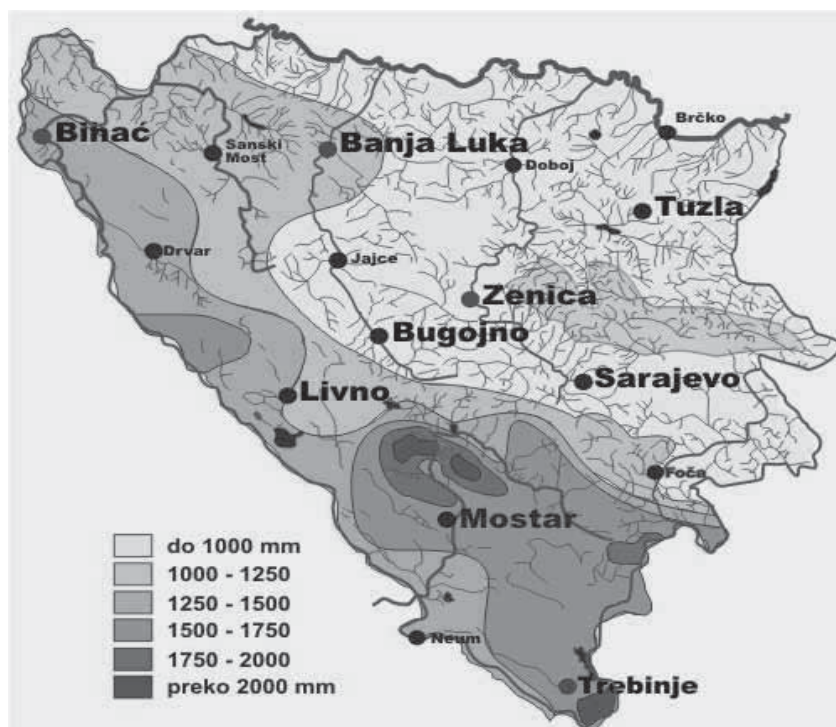 Brčko
Bihać
Sanski
Most
Banja Luka
Doboj
Tuzla
Drvar
Jajce
Zenica
Bugojno
Livno
Sarajevo
Foča
Mostar
Neum
Trebinje
do 1000 mm
1000 - 1250
1250 - 1500
1500 - 1750
1750 - 2000
preko 2000 mm